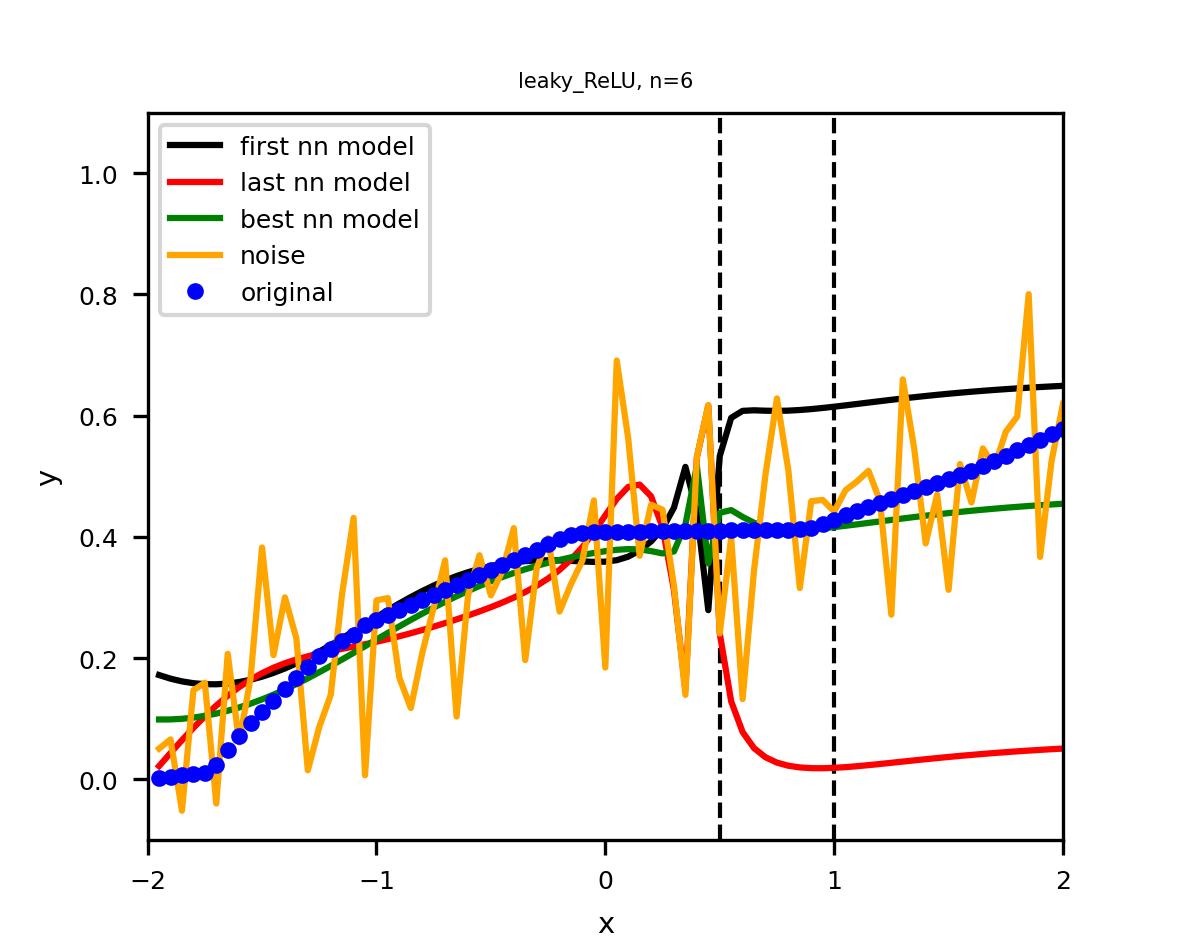 leaky_ReLU, n=6
first nn model
last nn model
best nn model
noise
original
1.0
0.8
0.6
0.4
0.2
0.0
y
−2
−1
0
1
2
x